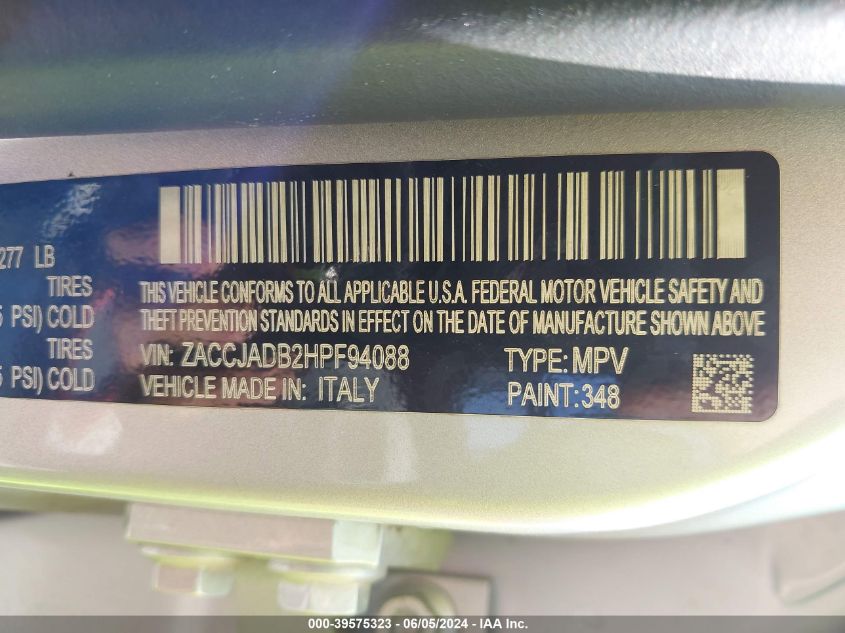 277 LB
TIRES
PSI) COLD
TIRES
PSI) COLD
THIS VEHICLE CONFORMS TO ALL APPLICABLE U.S.A. FEDERAL MOTOR VEHICLE SAFETY AND
THEFT PREVENTION STANDARDS IN EFFECT ON THE DATE OF MANUFACTURE SHOWN ABOVE
VIN: ZACCJADB2HPF94088 TYPE: MPV
VEHICLE MADE IN: ITALY PAINT: 348
000-39575323 - 06/05/2024 - IAA Inc.